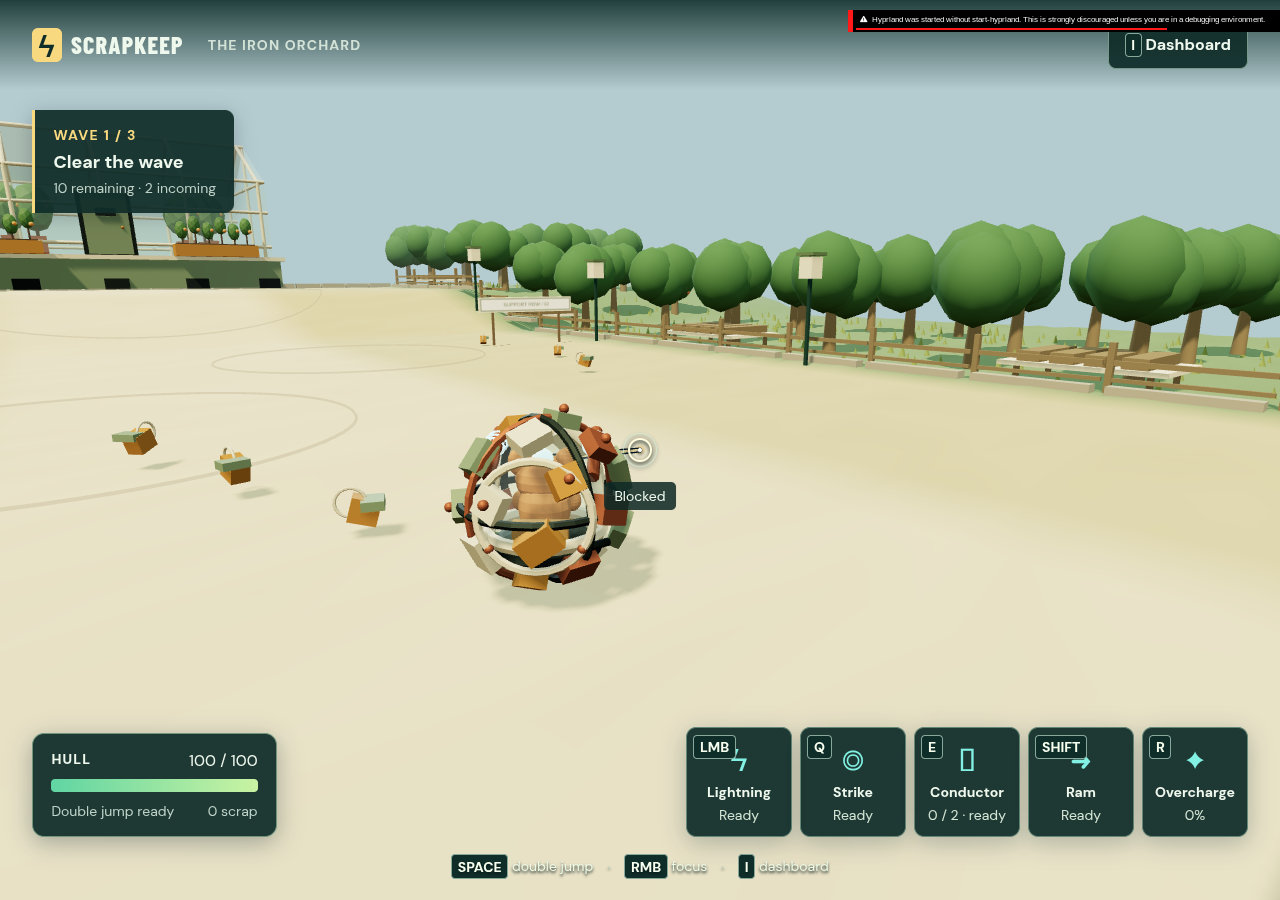 Hyprland was started without start-hyprland. This is strongly discouraged unless you are in a debugging environment.
SCRAPKEEP THE IRON ORCHARD
I Dashboard
WAVE 1 / 3
Clear the wave
10 remaining · 2 incoming
Blocked
HULL 100 / 100
Double jump ready 0 scrap
LMB
Lightning
Ready
Q
Strike
Ready
E
Conductor
0 / 2 · ready
SHIFT
Ram
Ready
R
Overcharge
0%
SPACE double jump · RMB focus · I dashboard